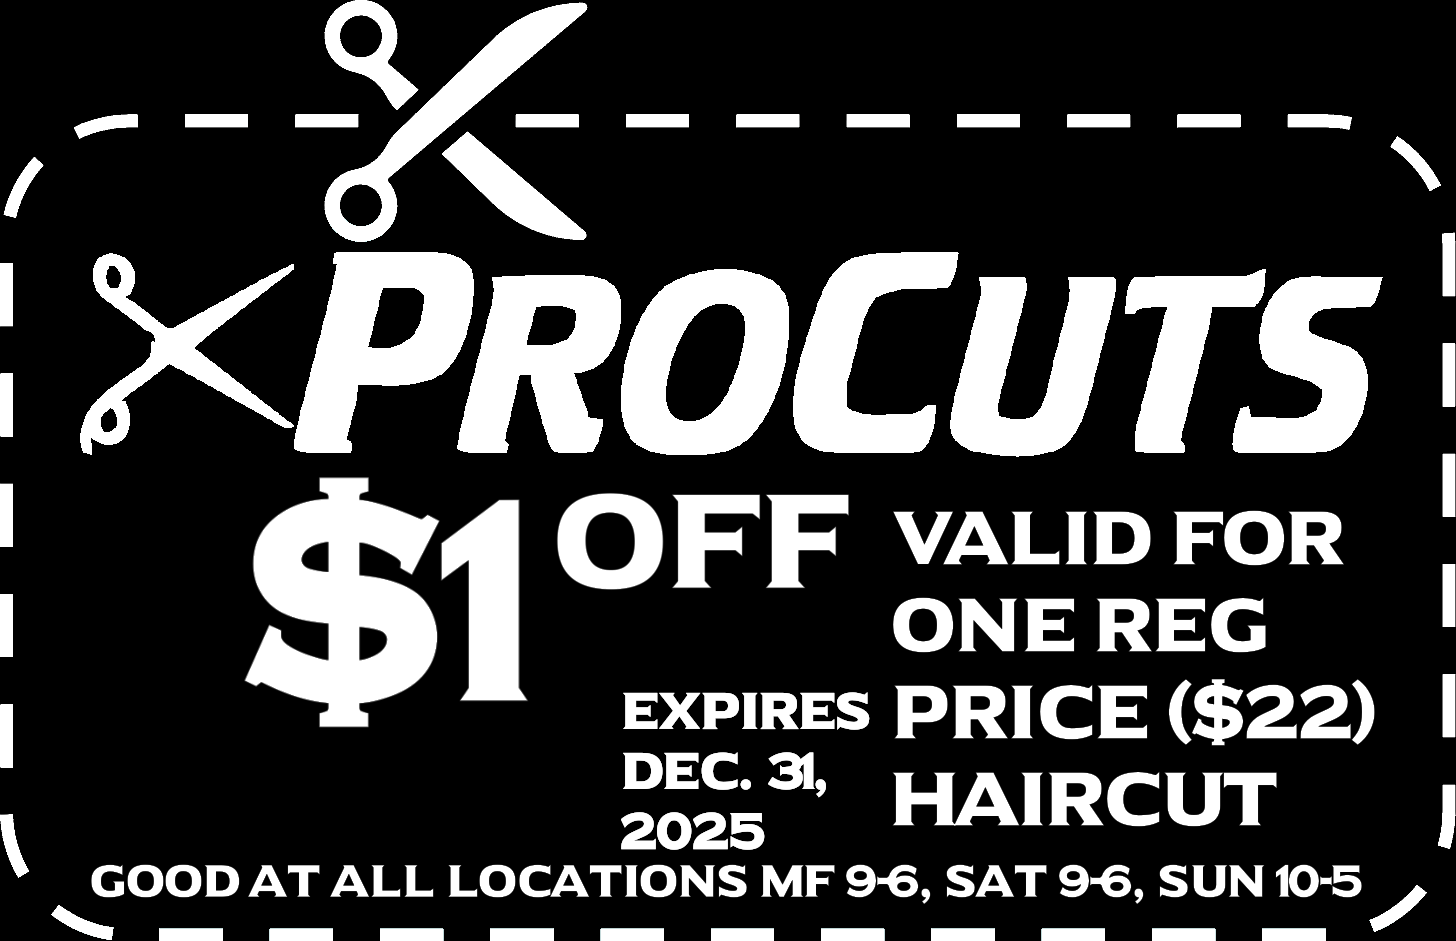 PROCUTS
$1 OFF
VALID FOR
ONE REG
PRICE ($22)
HAIRCUT
EXPIRES
DEC. 31,
2025
GOOD AT ALL LOCATIONS MF 9-6, SAT 9-6, SUN 10-5